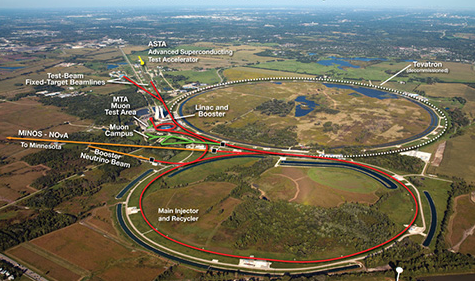 ASTA
Advanced Superconducting
Test Accelerator
Tevatron
(decommissioned)
Test-Beam
Fixed-Target Beamlines
MTA
Muon
Test Area
Linac and
Booster
Muon
Campus
MINOS - NOvA
To Minnesota
Booster
Neutrino Beam
Main Injector
and Recycler